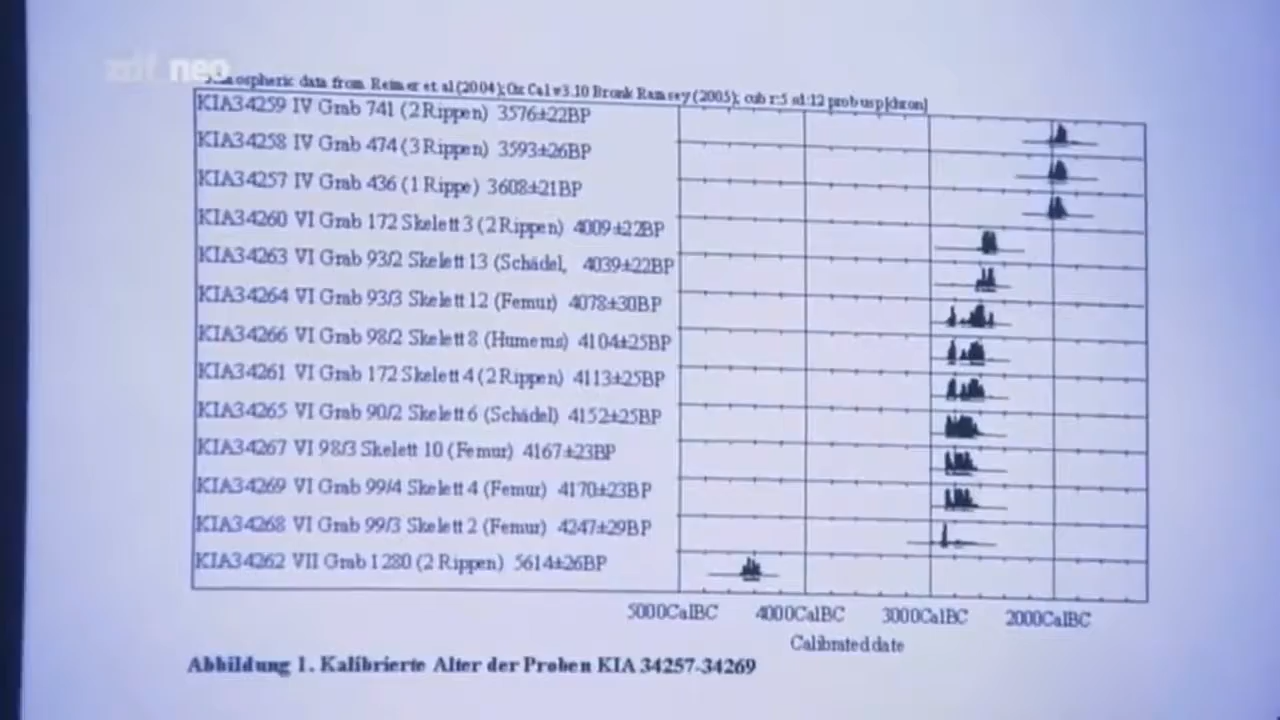 zdf neo
Atmospheric data from Reimer et al (2004);OxCal v3.10 Bronk Ramsey (2005); cub r:5 sd:12 prob usp[chron]
KIA34259 IV Grab 741 (2 Rippen) 3576±22BP
KIA34258 IV Grab 474 (3 Rippen) 3593±26BP
KIA34257 IV Grab 436 (1 Rippe) 3608±21BP
KIA34260 VI Grab 172 Skelett 3 (2 Rippen) 4009±22BP
KIA34263 VI Grab 93/2 Skelett 13 (Schädel, 4039±22BP
KIA34264 VI Grab 93/3 Skelett 12 (Femur) 4078±30BP
KIA34266 VI Grab 98/2 Skelett 8 (Humerus) 4104±25BP
KIA34261 VI Grab 172 Skelett 4 (2 Rippen) 4113±25BP
KIA34265 VI Grab 90/2 Skelett 6 (Schädel) 4152±25BP
KIA34267 VI 98/3 Skelett 10 (Femur) 4167±23BP
KIA34269 VI Grab 99/4 Skelett 4 (Femur) 4170±23BP
KIA34268 VI Grab 99/3 Skelett 2 (Femur) 4247±29BP
KIA34262 VII Grab 1280 (2 Rippen) 5614±26BP
5000CalBC 4000CalBC 3000CalBC 2000CalBC
Calibrated date
Abbildung 1. Kalibrierte Alter der Proben KIA 34257-34269